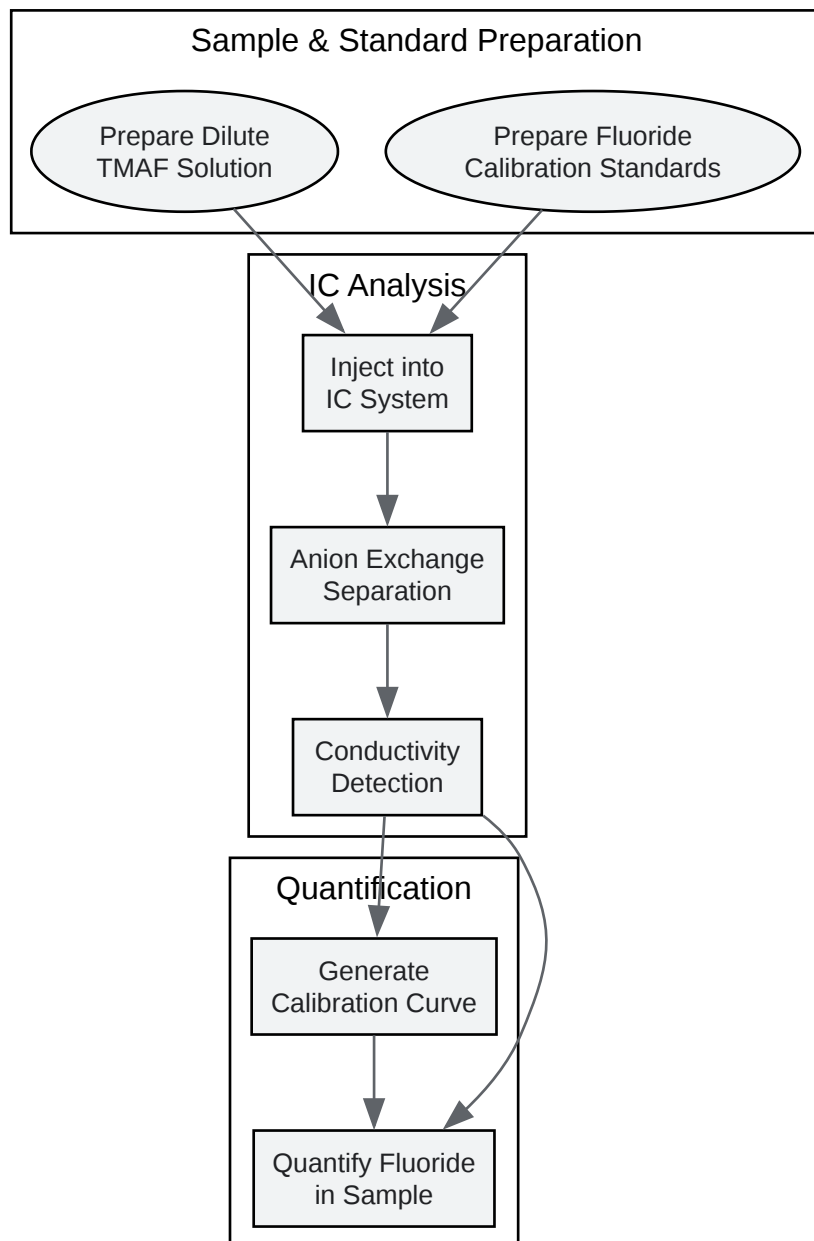 Sample & Standard Preparation
Prepare Dilute
TMAF Solution
Prepare Fluoride
Calibration Standards
IC Analysis
Inject into
IC System
Anion Exchange
Separation
Conductivity
Detection
Quantification
Generate
Calibration Curve
Quantify Fluoride
in Sample